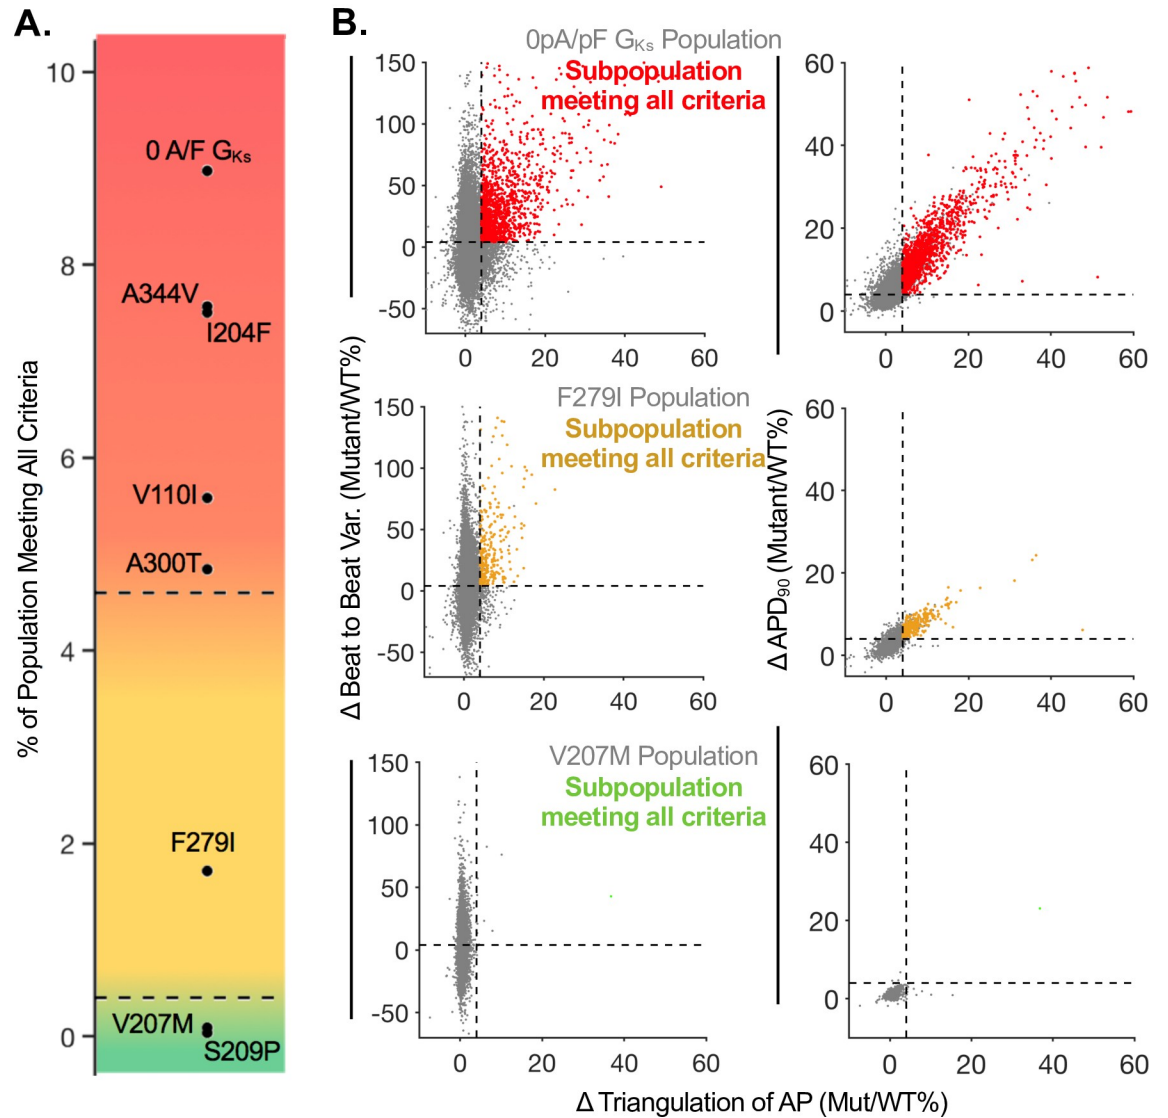 A.
% of Population Meeting All Criteria
10
8
6
4
2
0
0 A/F GKs
A344V
I204F
V110I
A300T
F279I
V207M
S209P
B.
0pA/pF GKs Population
Subpopulation
meeting all criteria
150
100
50
0
-50
0
20
40
60
60
40
20
0
0
20
40
60
Δ Beat to Beat Var. (Mutant/WT%)
F279I Population
Subpopulation
meeting all criteria
150
100
50
0
-50
0
20
40
60
Δ APD90 (Mutant/WT%)
60
40
20
0
0
20
40
60
V207M Population
Subpopulation
meeting all criteria
150
100
50
0
-50
0
20
40
60
60
40
20
0
0
20
40
60
Δ Triangulation of AP (Mut/WT%)